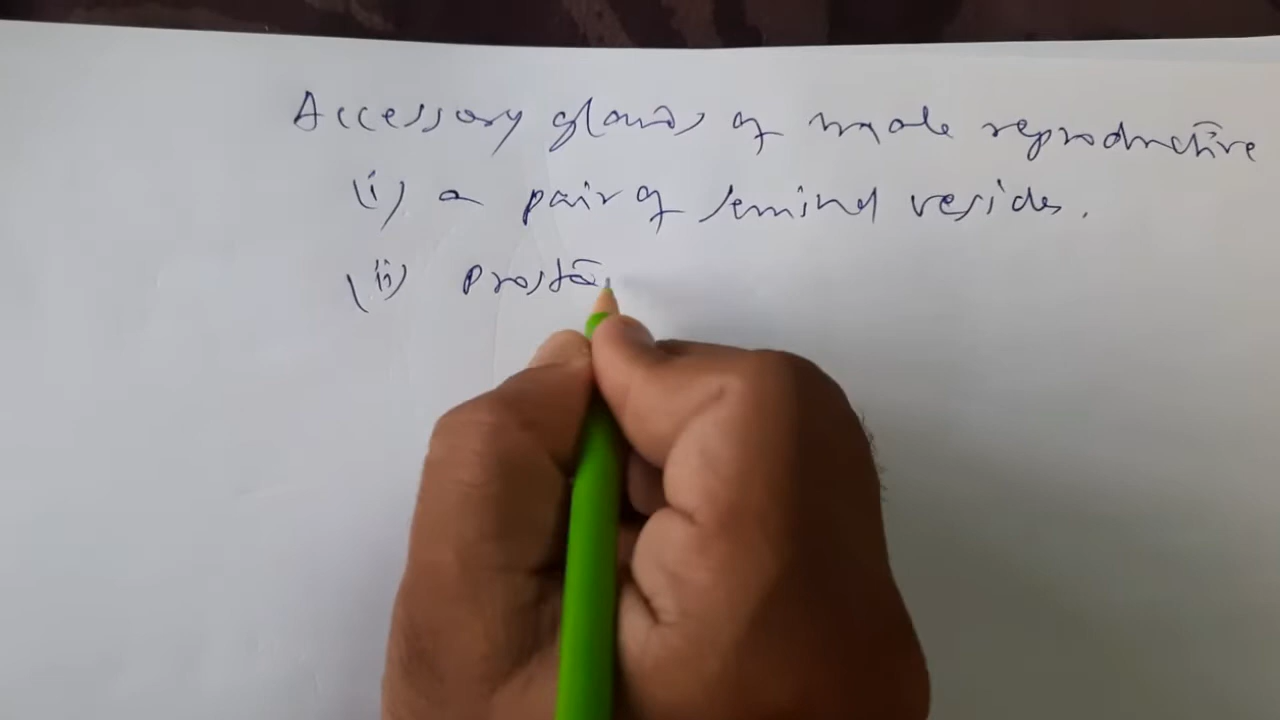 Accessory glands of male reproductive
(i) a pair of seminal vesicles.
(ii) Prosta